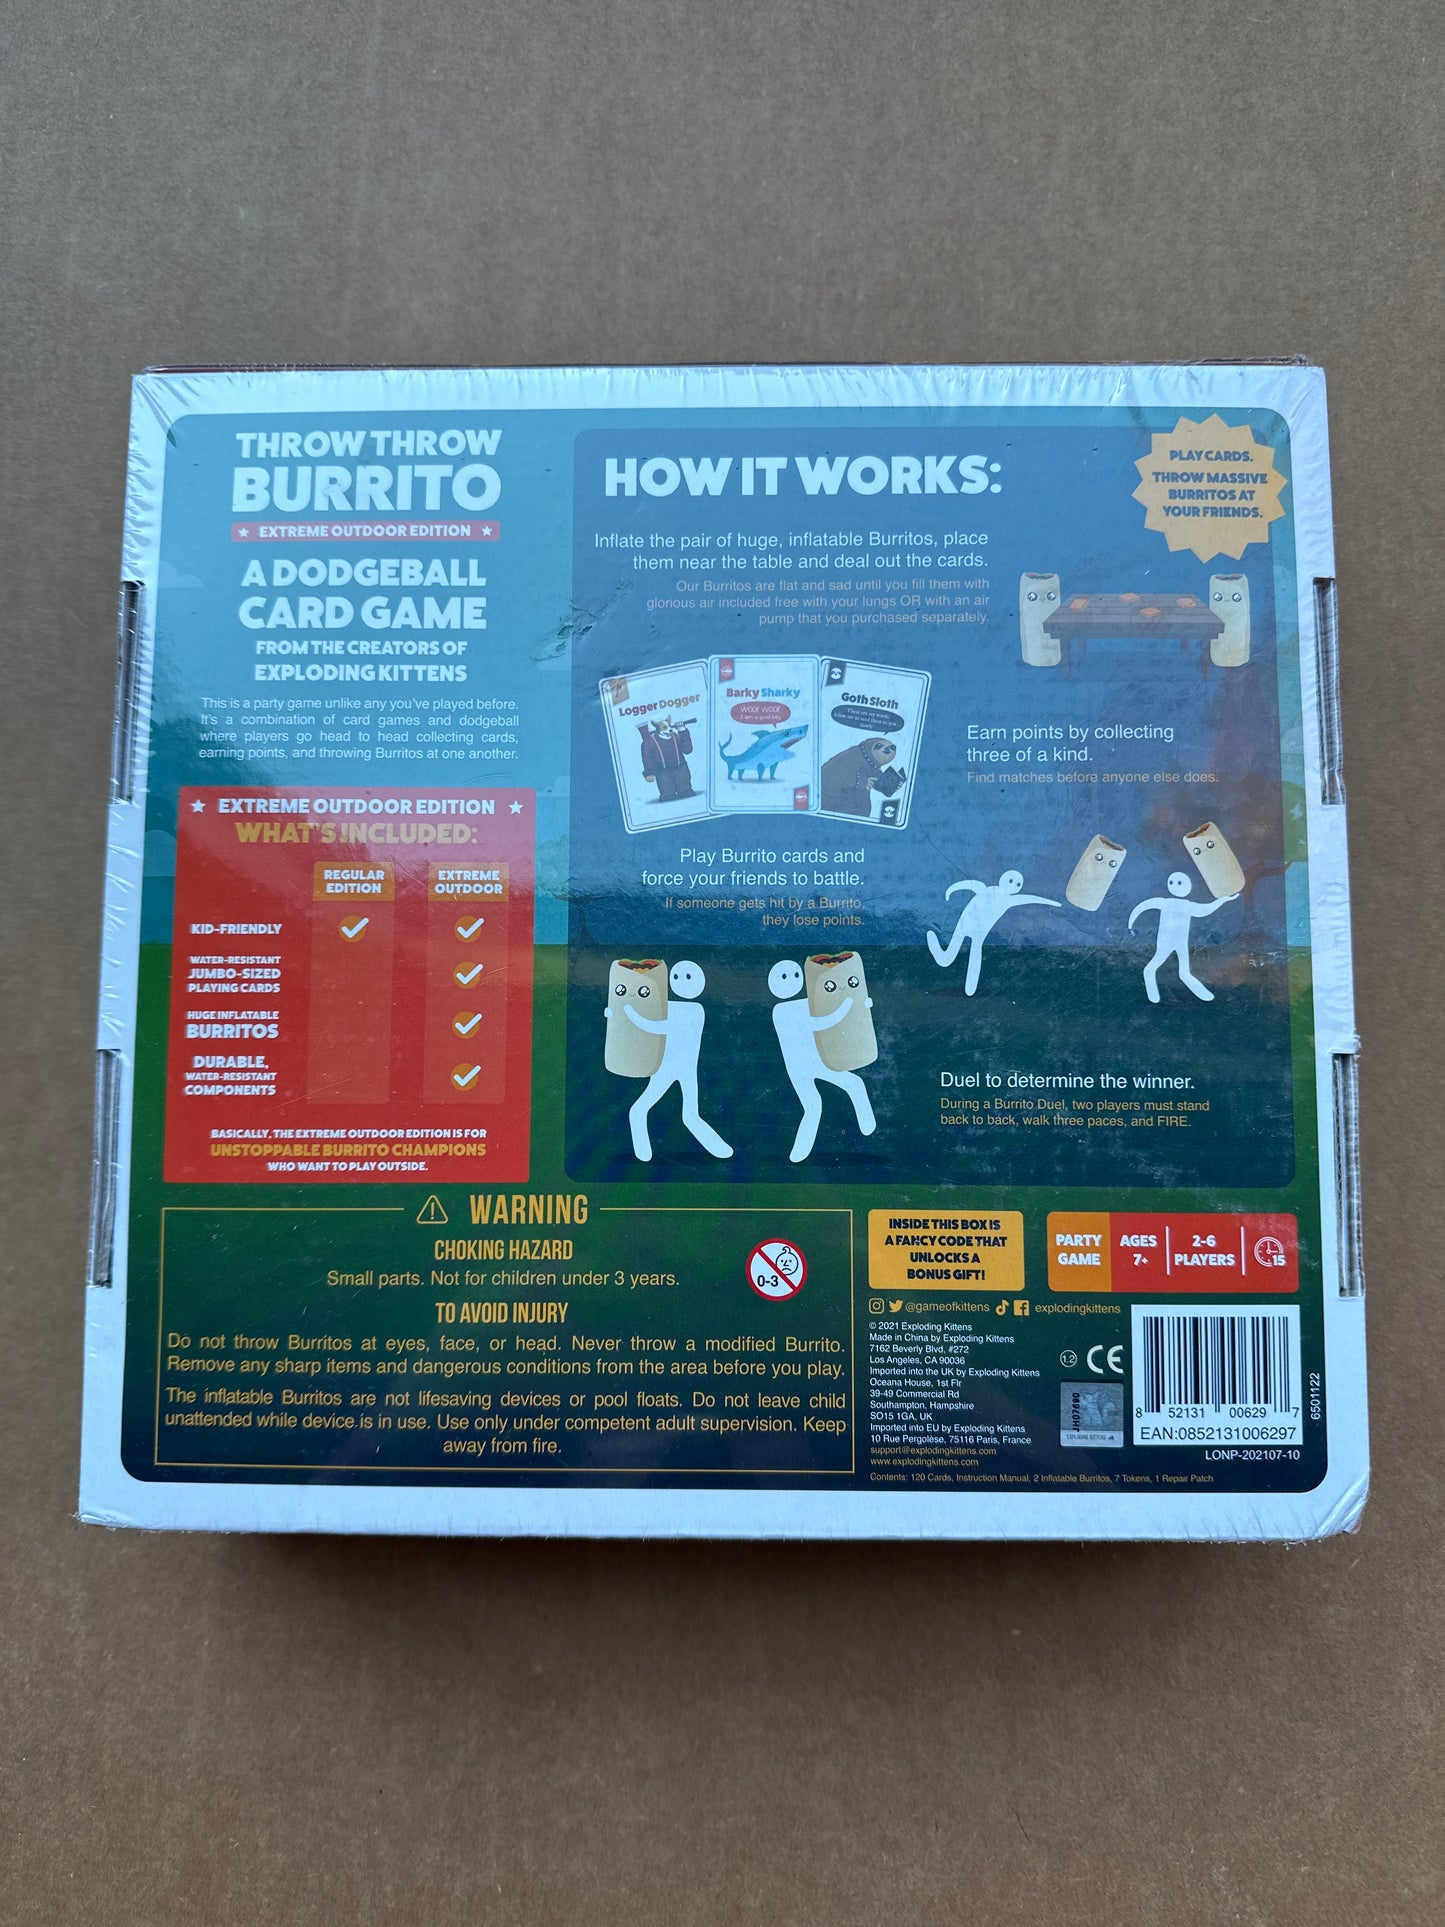 THROW THROW
BURRITO
EXTREME OUTDOOR EDITION
A DODGEBALL
CARD GAME
FROM THE CREATORS OF
EXPLODING KITTENS
This is a party game unlike any you've played before.
It's a combination of card games and dodgeball
where players go head to head collecting cards,
earning points, and throwing Burritos at one another.
EXTREME OUTDOOR EDITION
WHAT'S INCLUDED:
REGULAR
EDITION
EXTREME
OUTDOOR
KID-FRIENDLY
WATER-RESISTANT
JUMBO-SIZED
PLAYING CARDS
HUGE INFLATABLE
BURRITOS
DURABLE,
WATER-RESISTANT
COMPONENTS
BASICALLY, THE EXTREME OUTDOOR EDITION IS FOR
UNSTOPPABLE BURRITO CHAMPIONS
WHO WANT TO PLAY OUTSIDE.
HOW IT WORKS:
PLAY CARDS.
THROW MASSIVE
BURRITOS AT
YOUR FRIENDS.
Inflate the pair of huge, inflatable Burritos, place
them near the table and deal out the cards.
Our Burritos are flat and sad until you fill them with
glorious air included free with your lungs OR with an air
pump that you purchased separately.
Logger Dogger
Barky Sharky
WOOF WOOF
I am a good boy.
Goth Sloth
Earn points by collecting
three of a kind.
Find matches before anyone else does.
Play Burrito cards and
force your friends to battle.
If someone gets hit by a Burrito,
they lose points.
Duel to determine the winner.
During a Burrito Duel, two players must stand
back to back, walk three paces, and FIRE.
WARNING
CHOKING HAZARD
Small parts. Not for children under 3 years.
0-3
TO AVOID INJURY
Do not throw Burritos at eyes, face, or head. Never throw a modified Burrito.
Remove any sharp items and dangerous conditions from the area before you play.
The inflatable Burritos are not lifesaving devices or pool floats. Do not leave child
unattended while device is in use. Use only under competent adult supervision. Keep
away from fire.
INSIDE THIS BOX IS
A FANCY CODE THAT
UNLOCKS A
BONUS GIFT!
PARTY
GAME
AGES
7+
2-6
PLAYERS
15
@gameofkittens
explodingkittens
© 2021 Exploding Kittens
Made in China by Exploding Kittens
7162 Beverly Blvd, #272
Los Angeles, CA 90036
Imported into the UK by Exploding Kittens
Oceana House, 1st Flr
39-49 Commercial Rd
Southampton, Hampshire
SO15 1GA, UK
Imported into EU by Exploding Kittens
10 Rue Pergolèse, 75116 Paris, France
support@explodingkittens.com
www.explodingkittens.com
Contents: 120 Cards, Instruction Manual, 2 Inflatable Burritos, 7 Tokens, 1 Repair Patch
1.2
CE
JH07690
EXPLODING KITTENS
8 52131 00629 7
EAN:0852131006297
LONP-202107-10
6501122